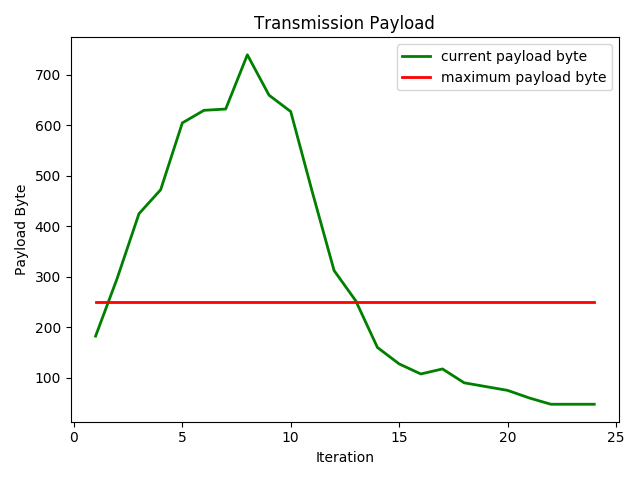 Transmission Payload
current payload byte
maximum payload byte
700
600
500
400
300
200
100
Payload Byte
0 5 10 15 20 25
Iteration